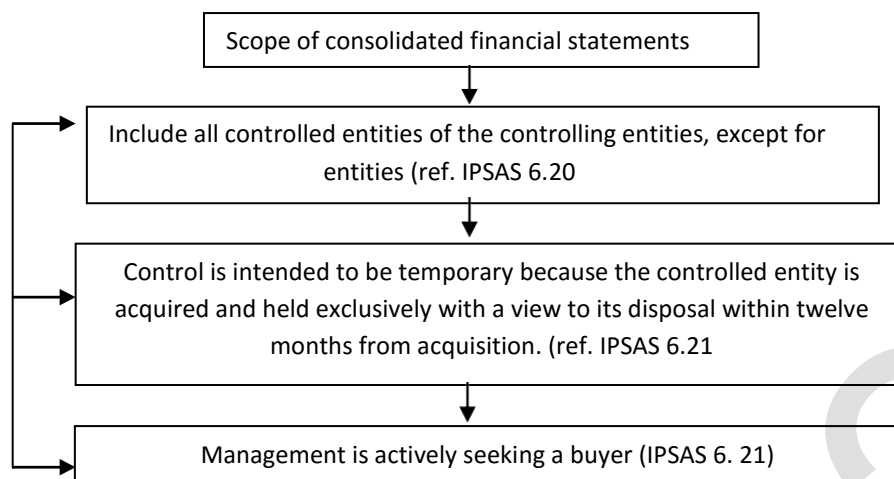 Scope of consolidated financial statements
Include all controlled entities of the controlling entities, except for
entities (ref. IPSAS 6.20
Control is intended to be temporary because the controlled entity is
acquired and held exclusively with a view to its disposal within twelve
months from acquisition. (ref. IPSAS 6.21
Management is actively seeking a buyer (IPSAS 6. 21)